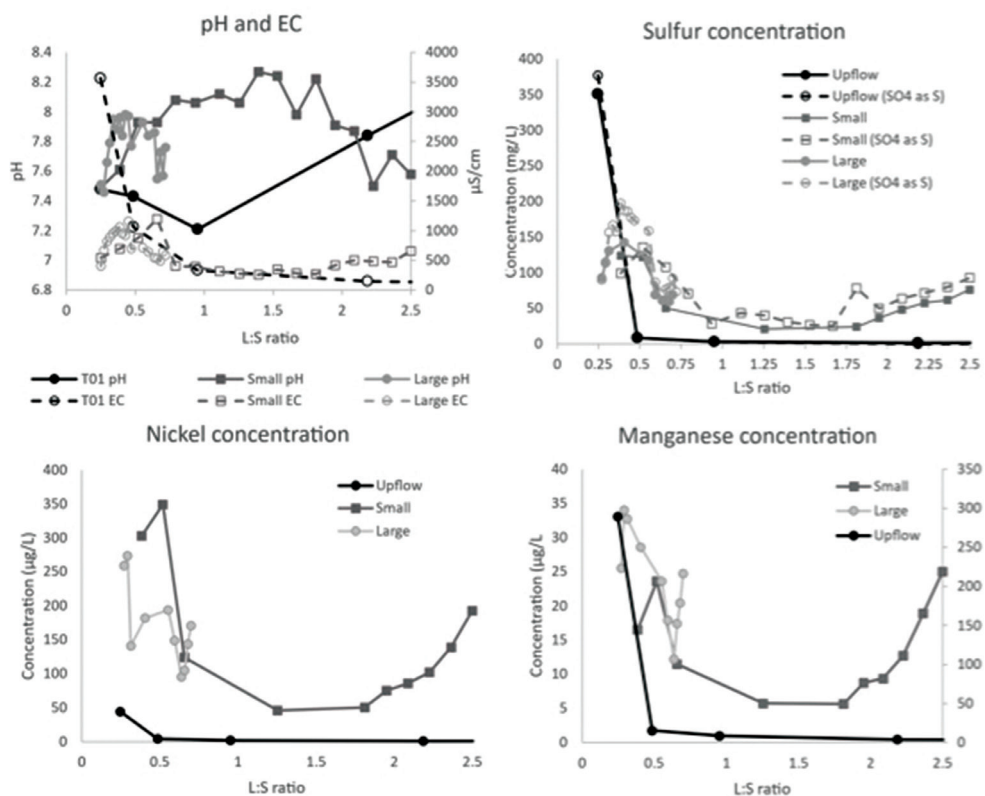 pH and EC
8.4
8.2
8
7.8
7.6
7.4
7.2
7
6.8
pH
4000
3500
3000
2500
2000
1500
1000
500
0
µS/cm
0
0.5
1
1.5
2
2.5
L:S ratio
T01 pH
Small pH
Large pH
T01 EC
Small EC
Large EC
Sulfur concentration
400
350
300
250
200
150
100
50
0
Concentration (mg/L)
Upflow
Upflow (SO4 as S)
Small
Small (SO4 as S)
Large
Large (SO4 as S)
0
0.25
0.5
0.75
1
1.25
1.5
1.75
2
2.25
2.5
L:S ratio
Nickel concentration
400
350
300
250
200
150
100
50
0
Concentration (µg/L)
Upflow
Small
Large
0
0.5
1
1.5
2
2.5
L:S ratio
Manganese concentration
40
35
30
25
20
15
10
5
0
Concentration (µg/L
350
300
250
200
150
100
50
0
Small
Large
Upflow
0
0.5
1
1.5
2
2.5
L:S ratio